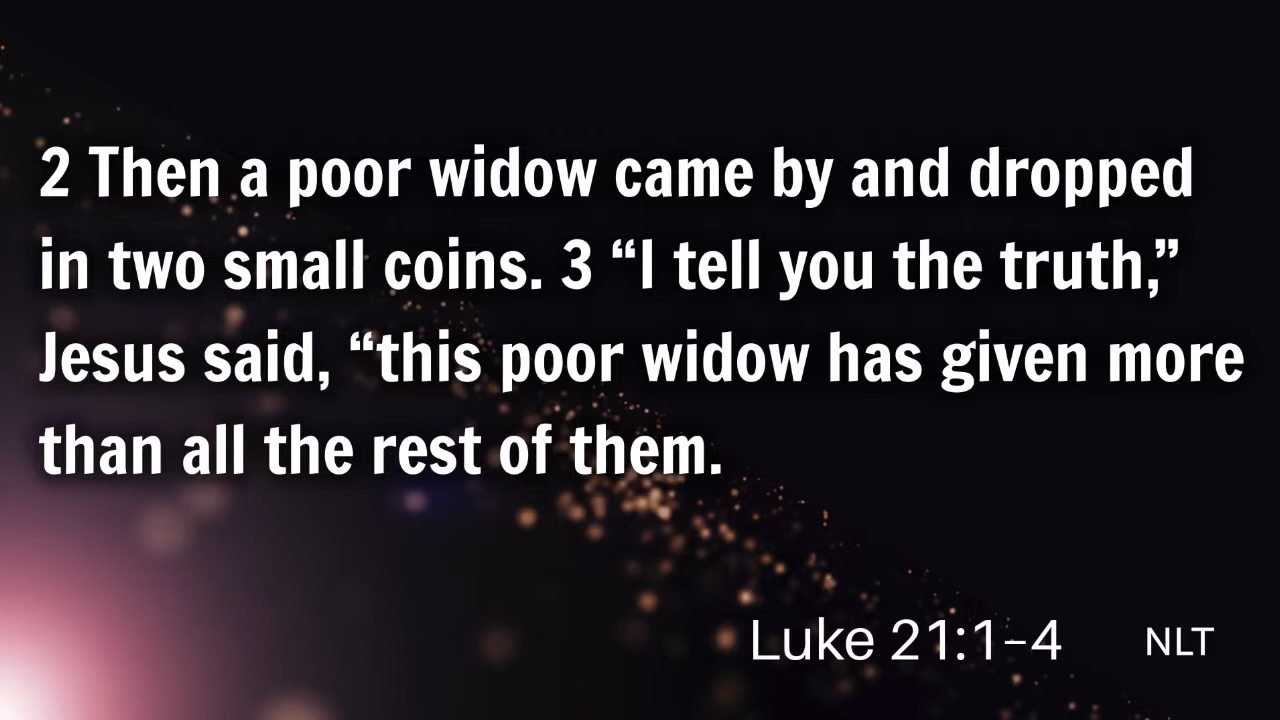 2 Then a poor widow came by and dropped
in two small coins. 3 “I tell you the truth,”
Jesus said, “this poor widow has given more
than all the rest of them.
Luke 21:1-4 NLT